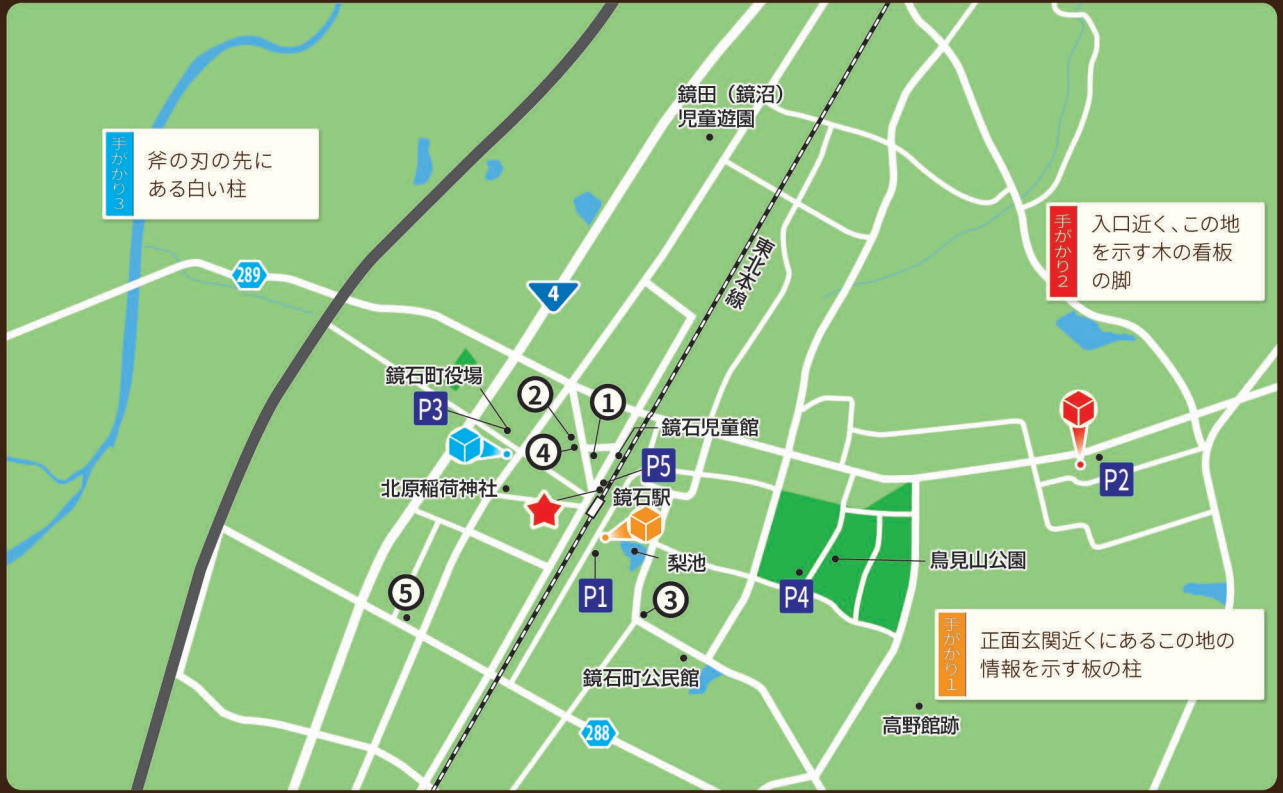 鏡田（鏡沼）
児童遊園
手がかり3
斧の刃の先に
ある白い柱
手がかり2
入口近く、この地
を示す木の看板
の脚
東北本線
289
4
鏡石町役場
P3
②
①
④
鏡石児童館
P5
P2
北原稲荷神社
鏡石駅
梨池
鳥見山公園
P1
P4
③
⑤
手がかり1
正面玄関近くにあるこの地の
情報を示す板の柱
鏡石町公民館
高野館跡
288